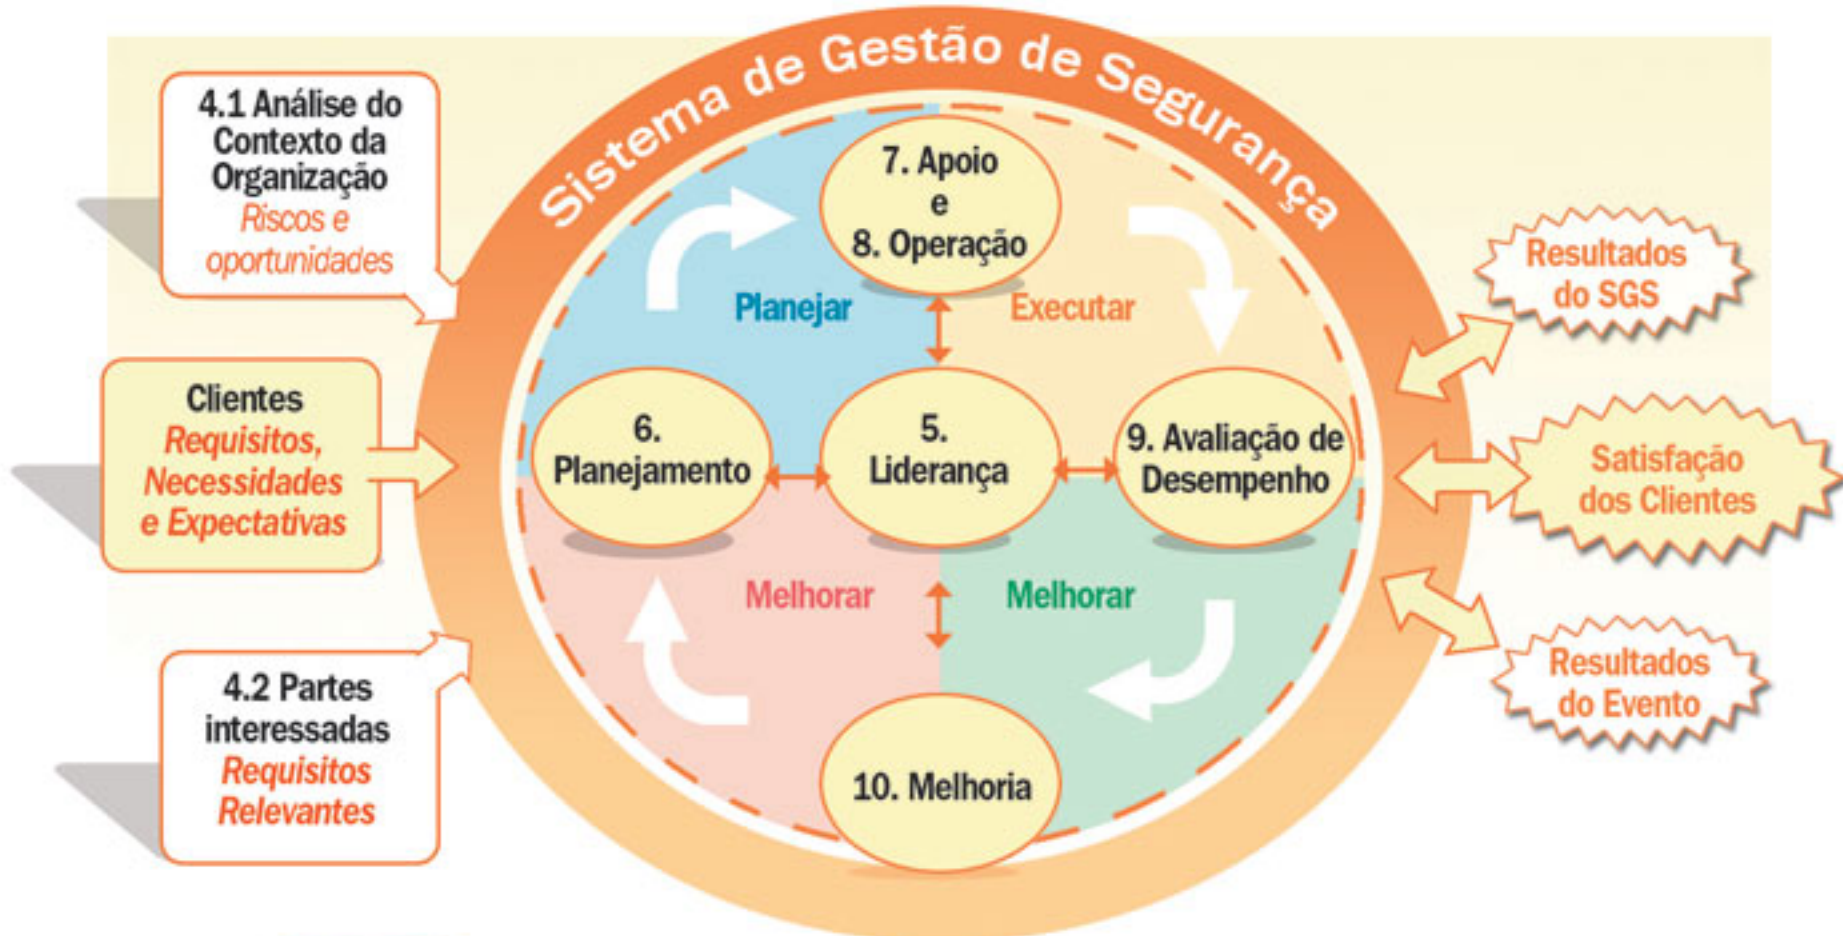 Sistema de Gestão de Segurança
4.1 Análise do
Contexto da
Organização
Riscos e
oportunidades
Clientes
Requisitos,
Necessidades
e Expectativas
4.2 Partes
interessadas
Requisitos
Relevantes
7. Apoio
e
8. Operação
Planejar
Executar
6.
Planejamento
5.
Liderança
9. Avaliação de
Desempenho
Melhorar
Melhorar
10. Melhoria
Resultados
do SGS
Satisfação
dos Clientes
Resultados
do Evento